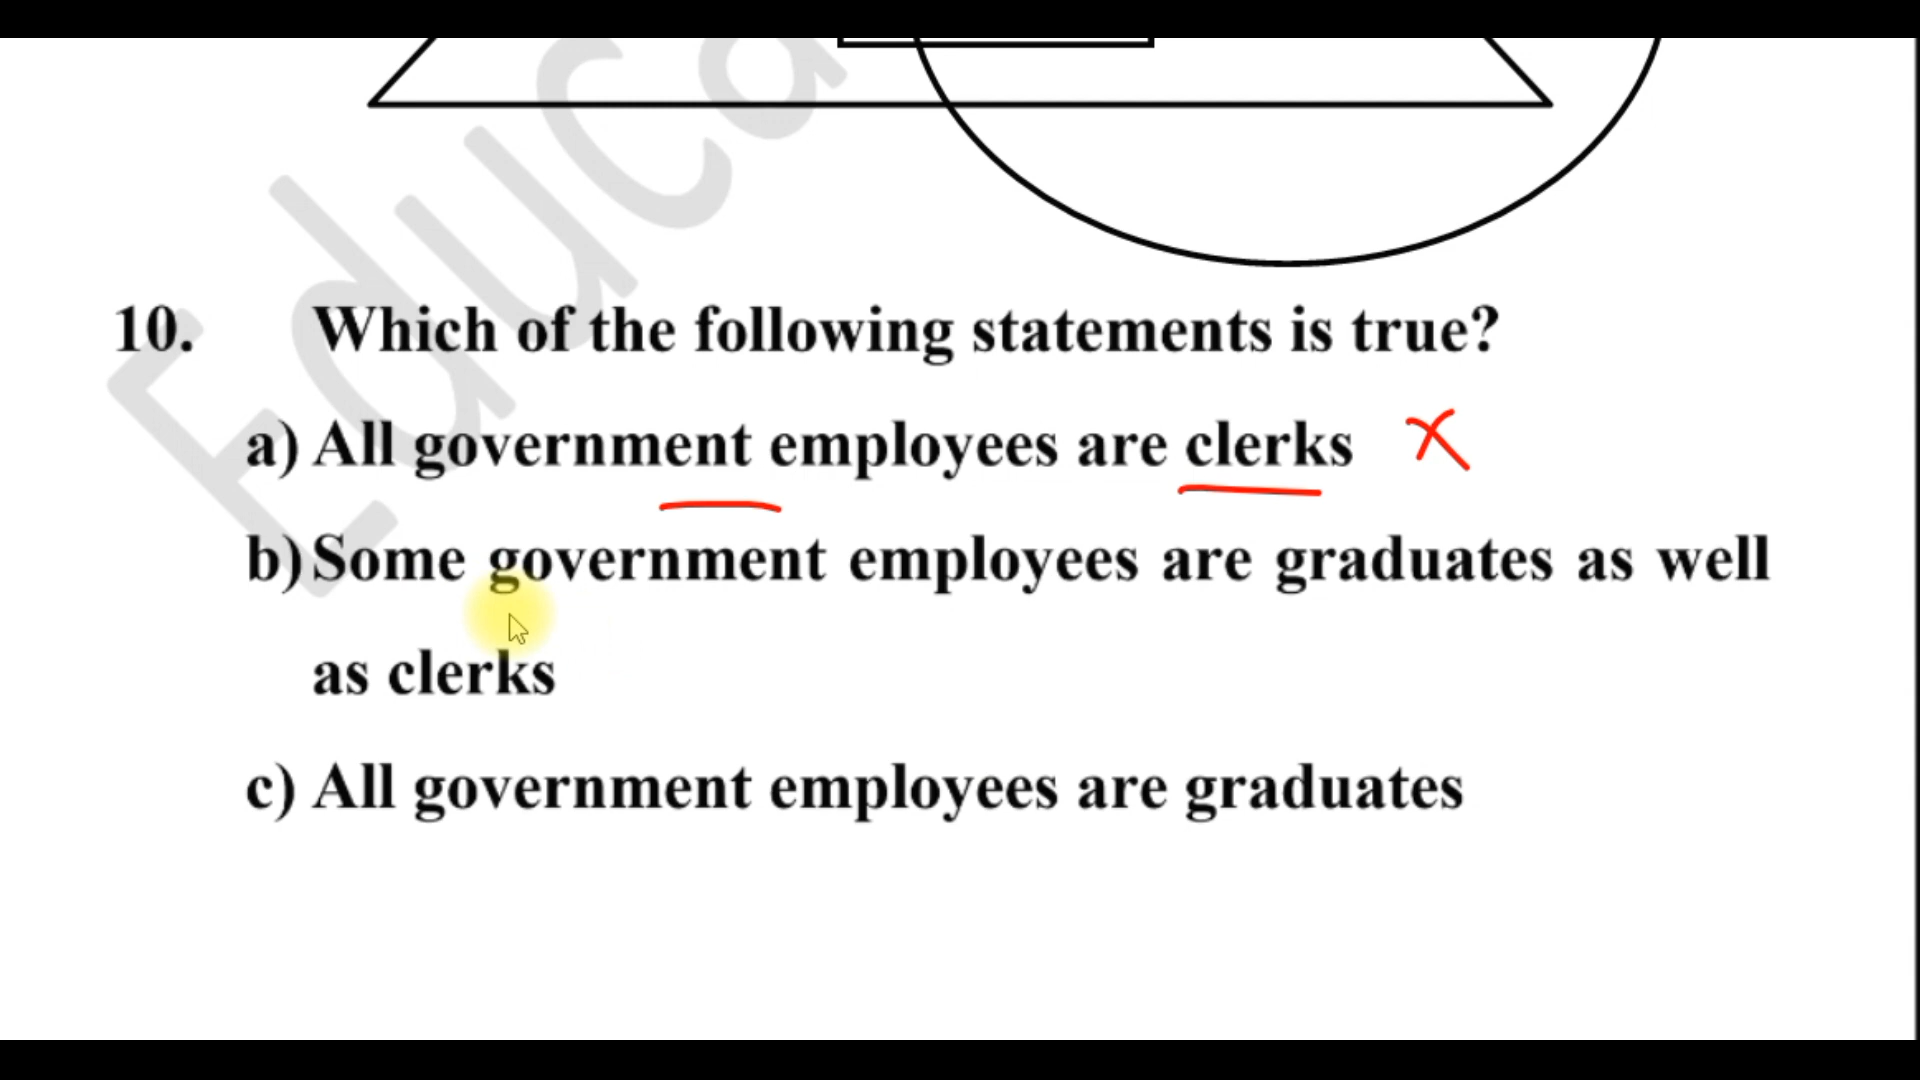 Educa
10. Which of the following statements is true?
a) All government employees are clerks
b) Some government employees are graduates as well
as clerks
c) All government employees are graduates